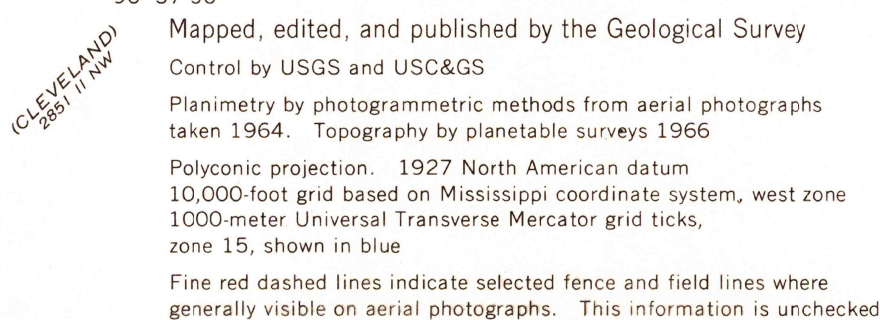 (CLEVELAND)
2851 II NW
Mapped, edited, and published by the Geological Survey
Control by USGS and USC&GS
Planimetry by photogrammetric methods from aerial photographs
taken 1964. Topography by planetable surveys 1966
Polyconic projection. 1927 North American datum
10,000-foot grid based on Mississippi coordinate system, west zone
1000-meter Universal Transverse Mercator grid ticks,
zone 15, shown in blue
Fine red dashed lines indicate selected fence and field lines where
generally visible on aerial photographs. This information is unchecked